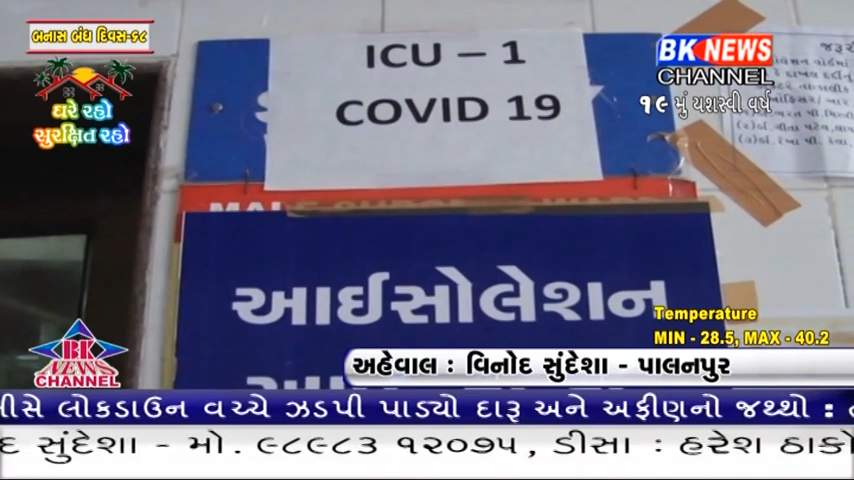 બનાસ બંધ દિવસ-૬૮
ઘરે રહો
સુરક્ષિત રહો
ICU – 1
COVID 19
BK NEWS
CHANNEL
૧૯ મું યશસ્વી વર્ષ
આઈસોલેશન
Temperature
MIN - 28.5, MAX - 40.2
અહેવાલ : વિનોદ સુંદેશા - પાલનપુર
BK
NEWS
CHANNEL
લોકડાઉન વચ્ચે ઝડપી પાડ્યો દારૂ અને અફીણનો જથ્થો :
સુંદેશા - મો. ૯૮૯૮૩ ૧૨૦૭૫, ડીસા : હરેશ ઠાકો